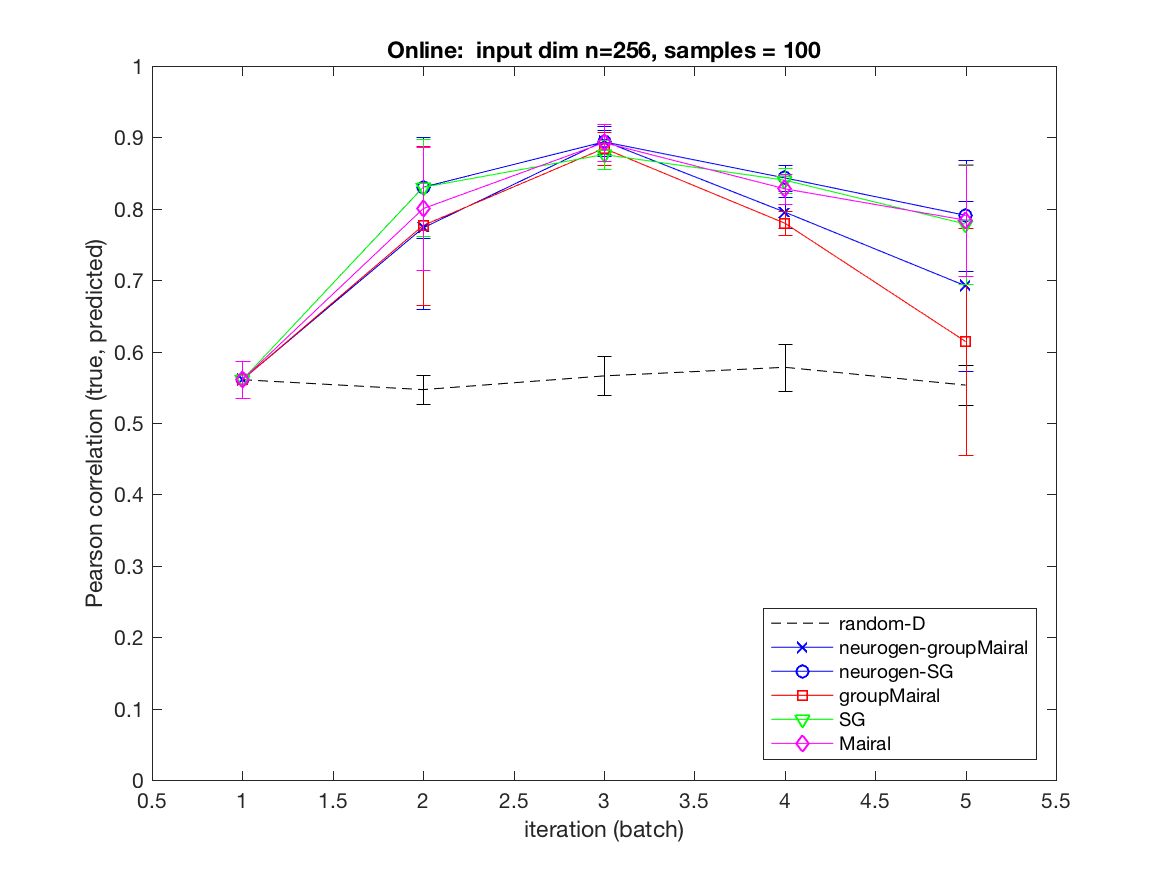 Online:  input dim n=256, samples = 100
Pearson correlation (true, predicted)
1
0.9
0.8
0.7
0.6
0.5
0.4
0.3
0.2
0.1
0
random-D
neurogen-groupMairal
neurogen-SG
groupMairal
SG
Mairal
0.5 1 1.5 2 2.5 3 3.5 4 4.5 5 5.5
iteration (batch)